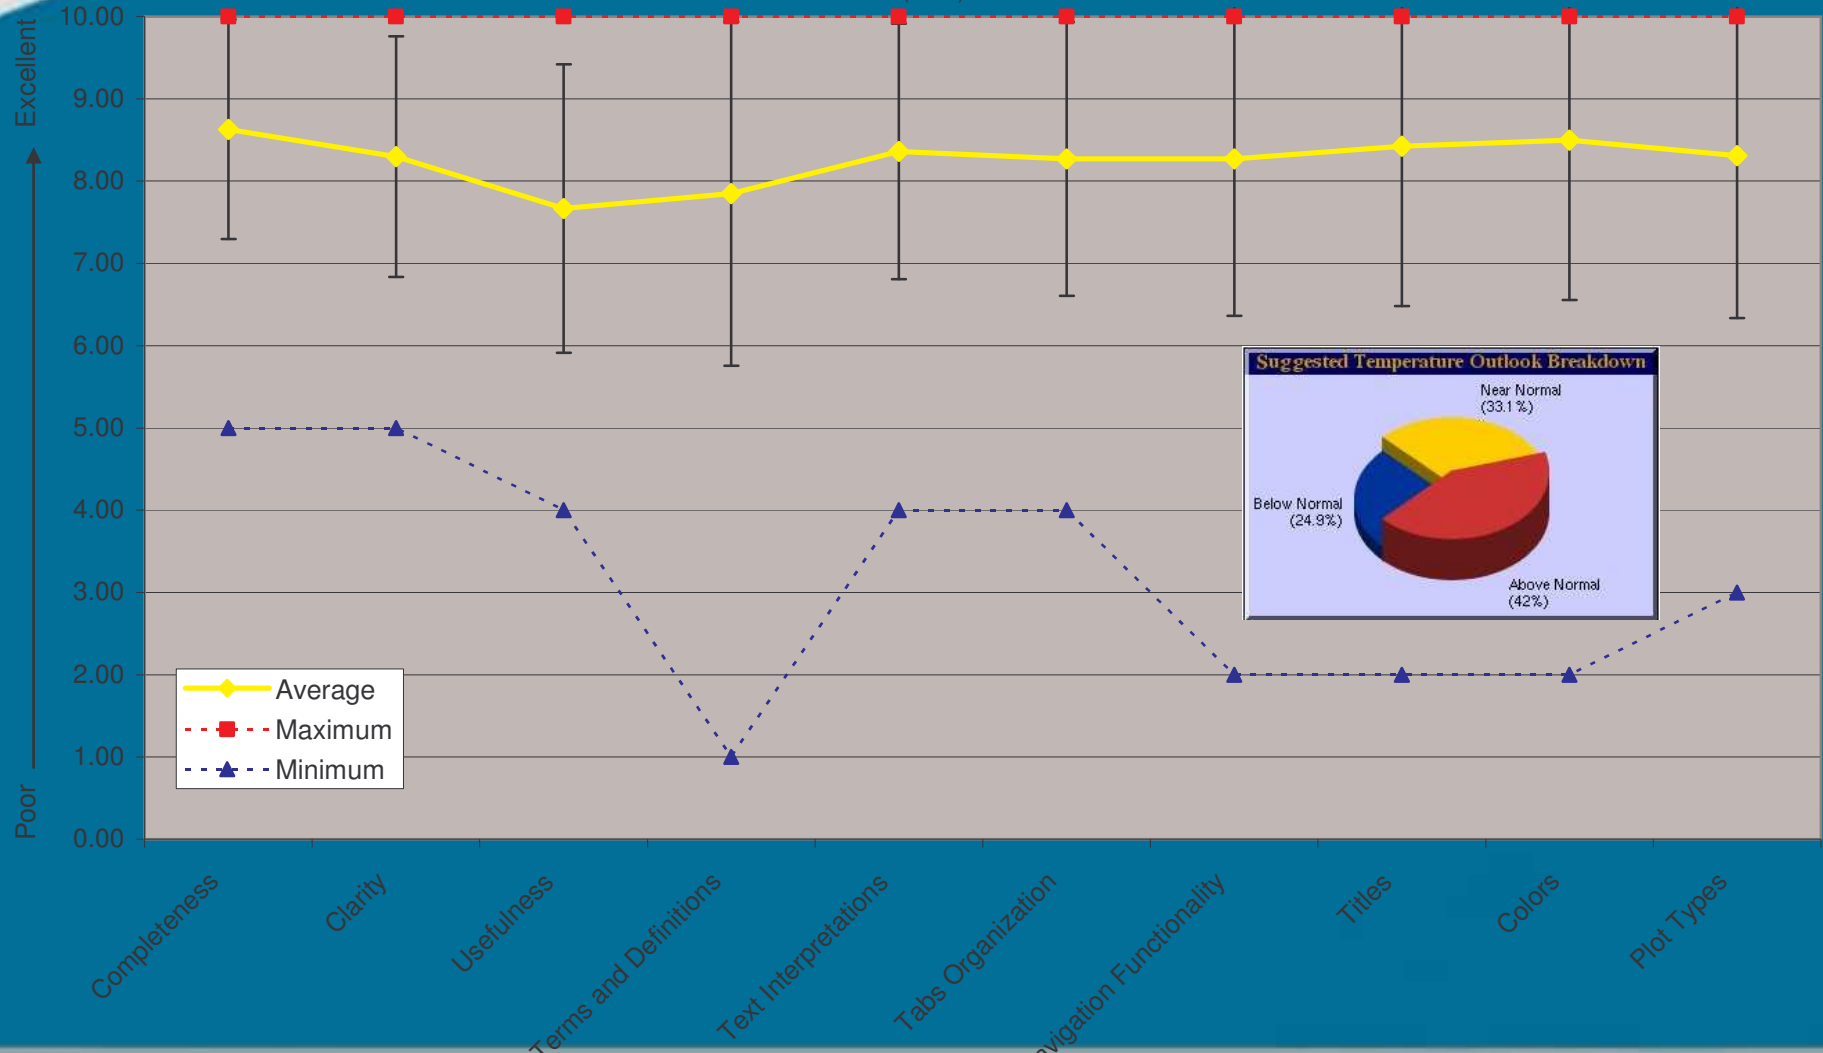 Excellent
Poor
10.00
9.00
8.00
7.00
6.00
5.00
4.00
3.00
2.00
1.00
0.00
Average
Maximum
Minimum
Suggested Temperature Outlook Breakdown
Near Normal
(33.1%)
Below Normal
(24.9%)
Above Normal
(42%)
Completeness
Clarity
Usefulness
Terms and Definitions
Text Interpretations
Tabs Organization
avigation Functionality
Titles
Colors
Plot Types